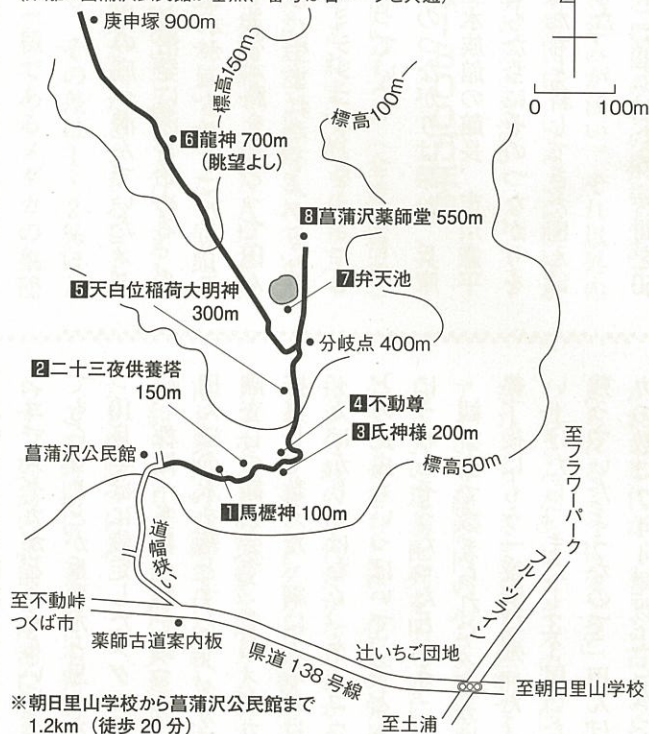 庚申塚 900m
標高150m
標高100m
6 龍神 700m
(眺望よし)
8 菖蒲沢薬師堂 550m
0 100m
7 弁天池
5 天白位稲荷大明神
300m
分岐点 400m
2 二十三夜供養塔
150m
4 不動尊
3 氏神様 200m
菖蒲沢公民館
標高50m
1 馬櫪神 100m
道幅狭い
至フラワーパーク
フルーツライン
至不動峠
つくば市
薬師古道案内板
県道138号線
辻いちご団地
至朝日里山学校
至土浦
※朝日里山学校から菖蒲沢公民館まで
1.2km(徒歩20分)